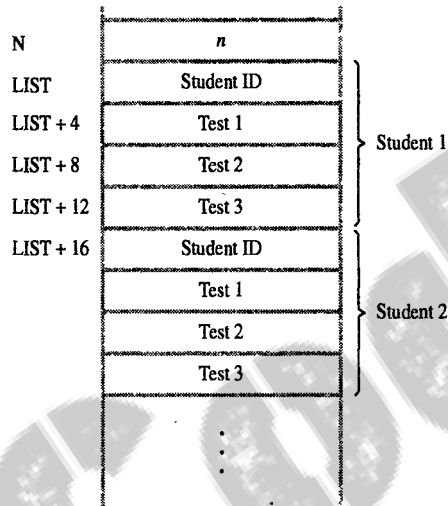 N n
LIST Student ID
LIST + 4 Test 1
LIST + 8 Test 2
LIST + 12 Test 3
Student 1
LIST + 16 Student ID
Test 1
Test 2
Test 3
Student 2